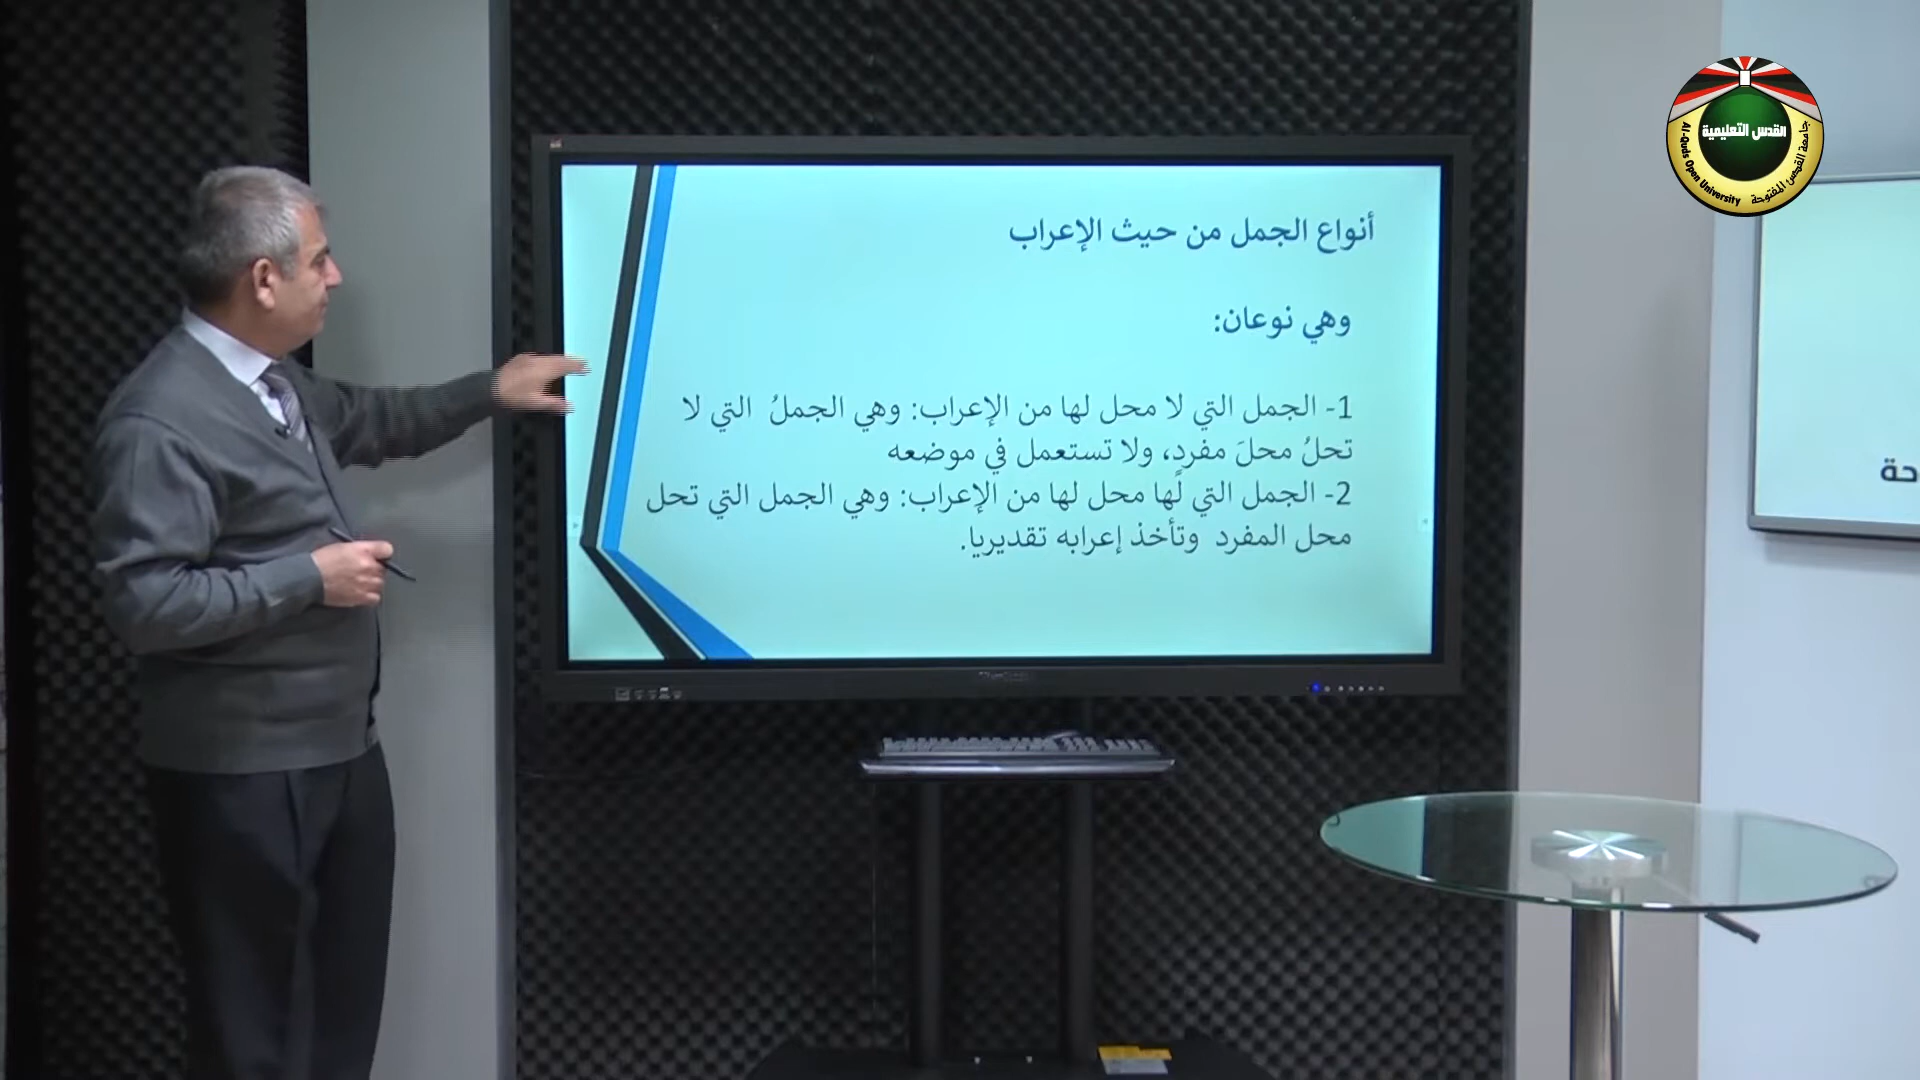 أنواع الجمل من حيث الإعراب
وهي نوعان:
1- الجمل التي لا محل لها من الإعراب: وهي الجملُ التي لا
تحلُ محلَ مفردٍ، ولا تستعمل في موضعه
2- الجمل التي لًها محل لها من الإعراب: وهي الجمل التي تحل
محل المفرد وتأخذ إعرابه تقديريا.
القدس التعليمية
Al-Quds Open University
جامعة القدس المفتوحة
حة